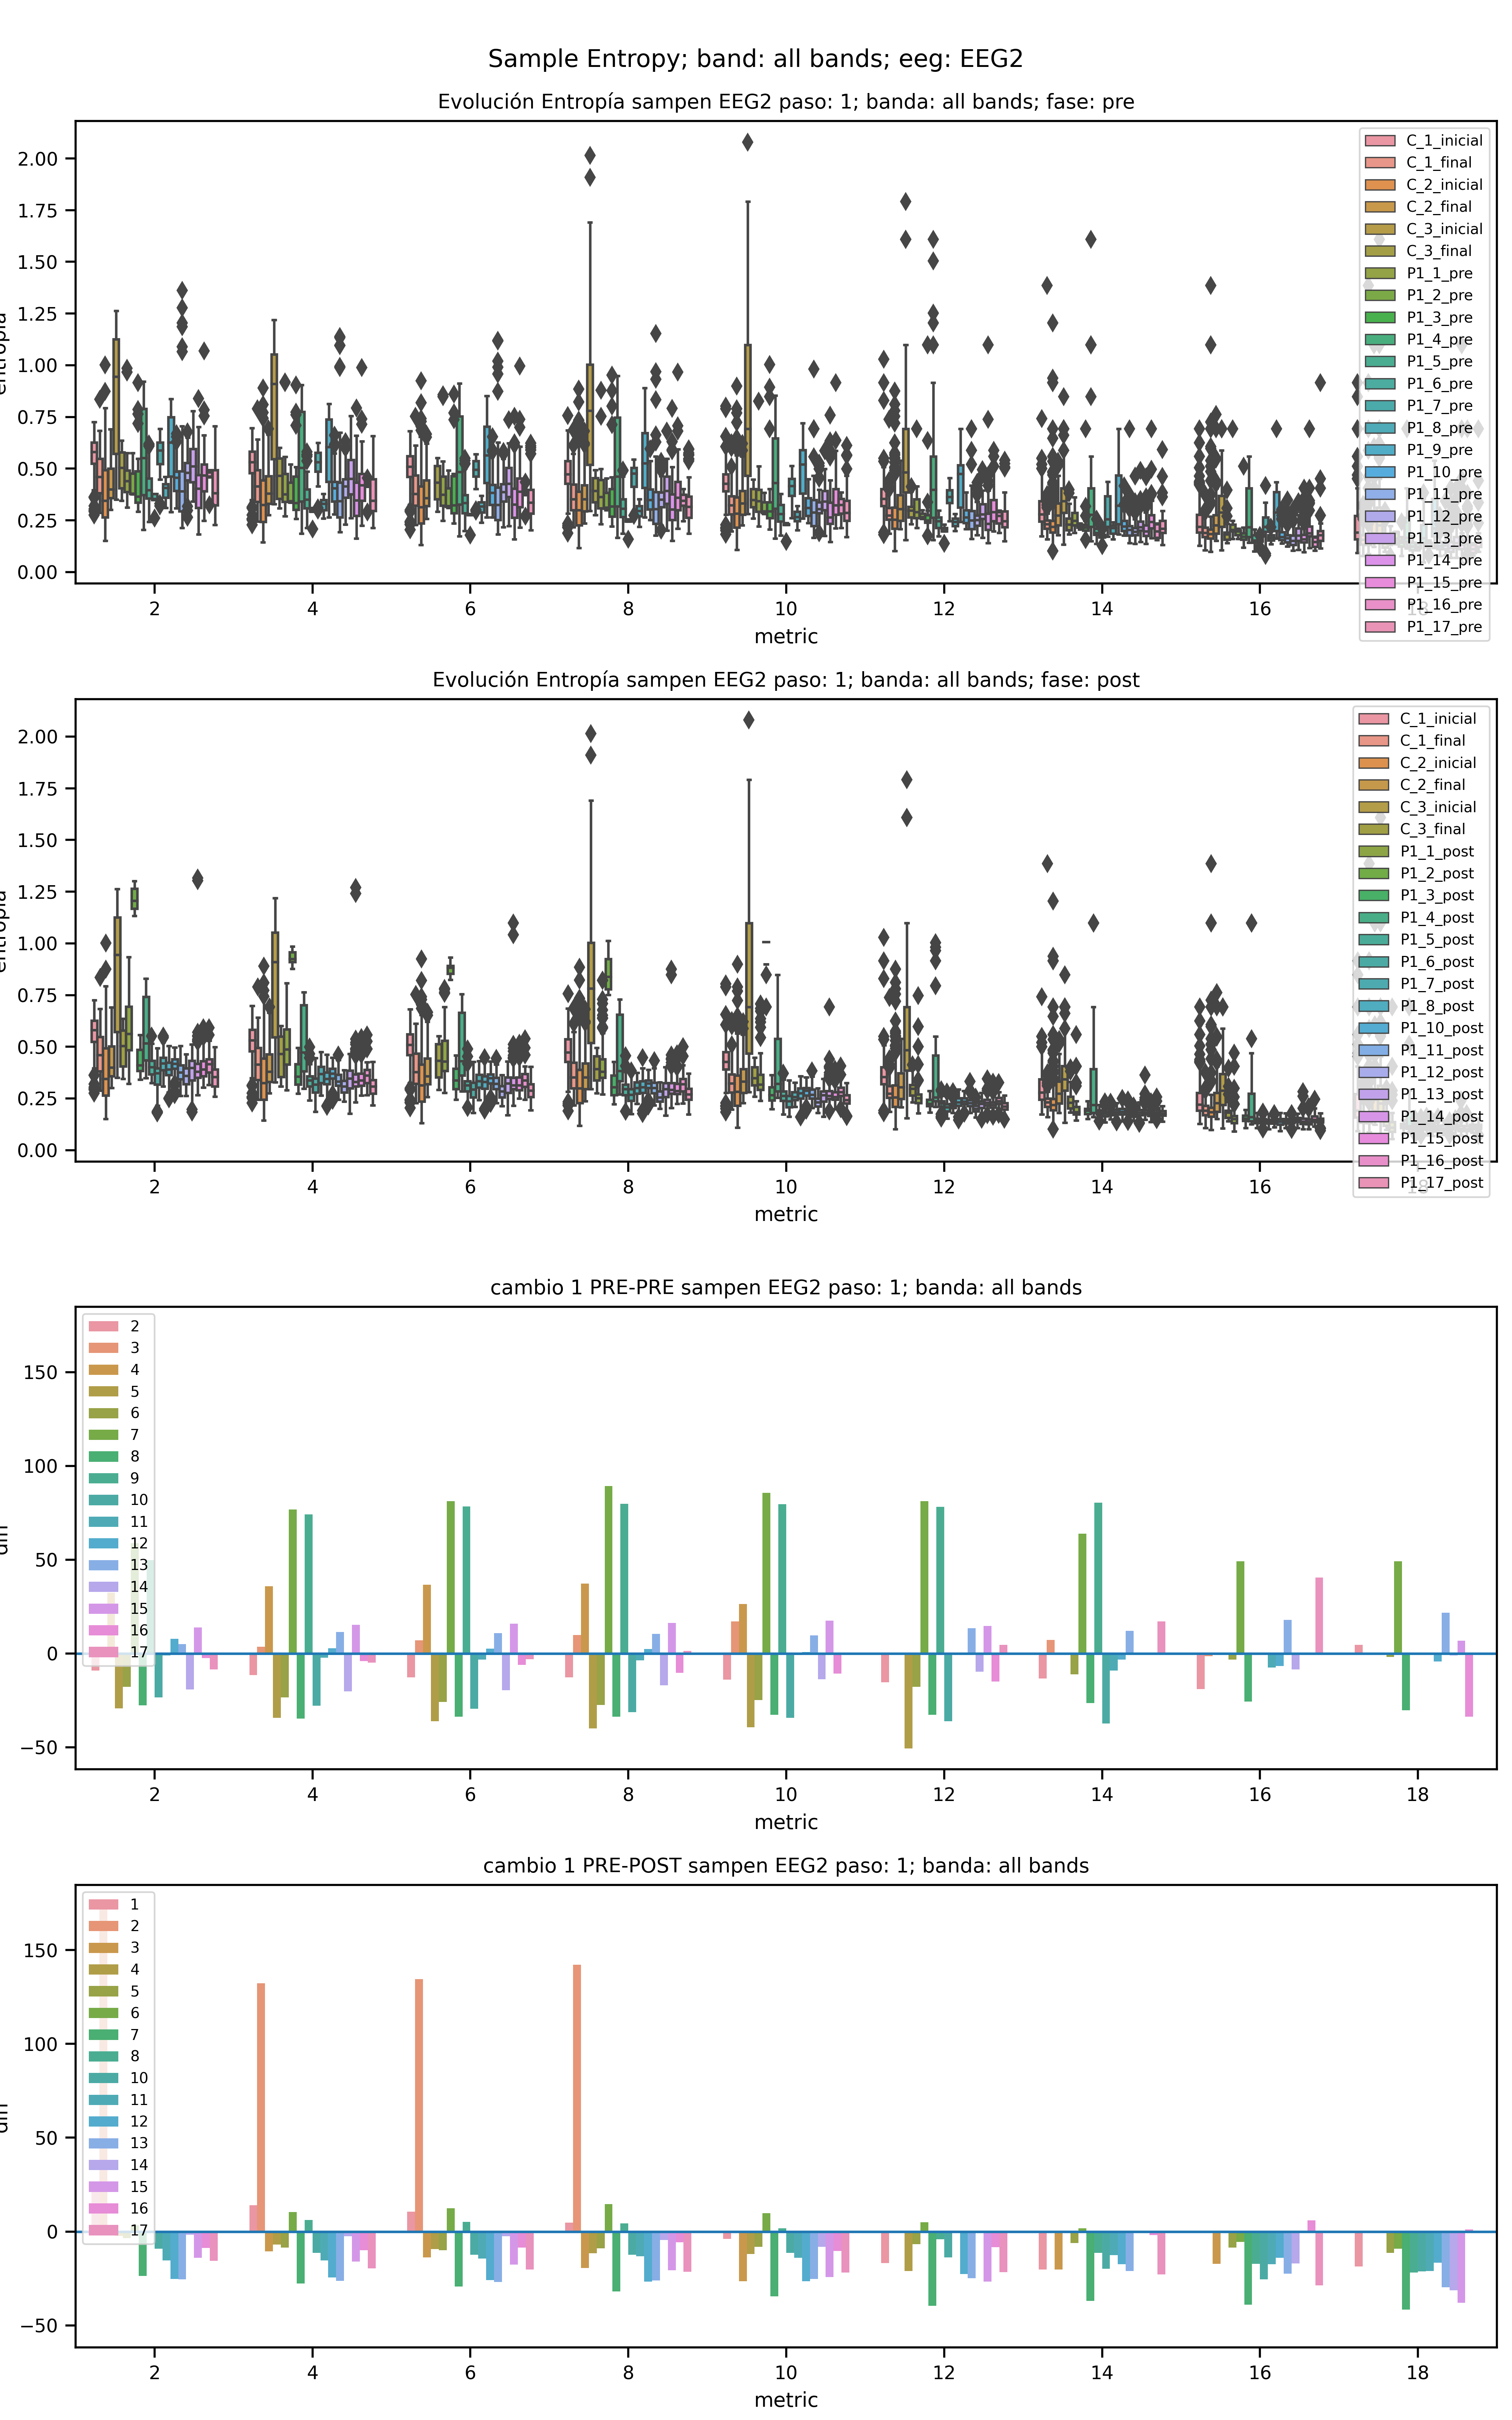 Sample Entropy; band: all bands; eeg: EEG2
Evolución Entropía sampen EEG2 paso: 1; banda: all bands; fase: pre
2.00
1.75
1.50
1.25
1.00
0.75
0.50
0.25
0.00
C_1_inicial
C_1_final
C_2_inicial
C_2_final
C_3_inicial
C_3_final
P1_1_pre
P1_2_pre
P1_3_pre
P1_4_pre
P1_5_pre
P1_6_pre
P1_7_pre
P1_8_pre
P1_9_pre
P1_10_pre
P1_11_pre
P1_12_pre
P1_13_pre
P1_14_pre
P1_15_pre
P1_16_pre
P1_17_pre
2 4 6 8 10 12 14 16 18
metric
Evolución Entropía sampen EEG2 paso: 1; banda: all bands; fase: post
2.00
1.75
1.50
1.25
1.00
0.75
0.50
0.25
0.00
C_1_inicial
C_1_final
C_2_inicial
C_2_final
C_3_inicial
C_3_final
P1_1_post
P1_2_post
P1_3_post
P1_4_post
P1_5_post
P1_6_post
P1_7_post
P1_8_post
P1_10_post
P1_11_post
P1_12_post
P1_13_post
P1_14_post
P1_15_post
P1_16_post
P1_17_post
2 4 6 8 10 12 14 16 18
metric
cambio 1 PRE-PRE sampen EEG2 paso: 1; banda: all bands
150
100
50
0
−50
2
3
4
5
6
7
8
9
10
11
12
13
14
15
16
17
2 4 6 8 10 12 14 16 18
metric
cambio 1 PRE-POST sampen EEG2 paso: 1; banda: all bands
150
100
50
0
−50
1
2
3
4
5
6
7
8
10
11
12
13
14
15
16
17
2 4 6 8 10 12 14 16 18
metric